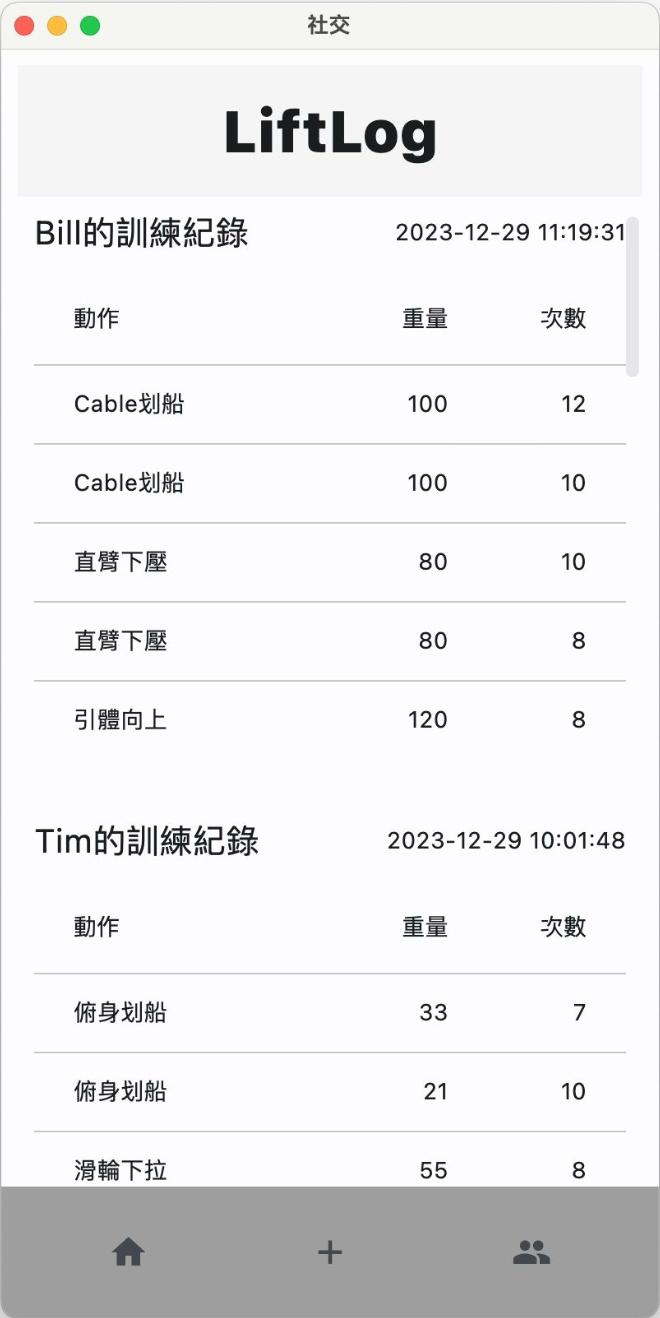 社交
LiftLog
Bill的訓練紀錄 2023-12-29 11:19:31
動作 重量 次數
Cable划船 100 12
Cable划船 100 10
直臂下壓 80 10
直臂下壓 80 8
引體向上 120 8
Tim的訓練紀錄 2023-12-29 10:01:48
動作 重量 次數
俯身划船 33 7
俯身划船 21 10
滑輪下拉 55 8